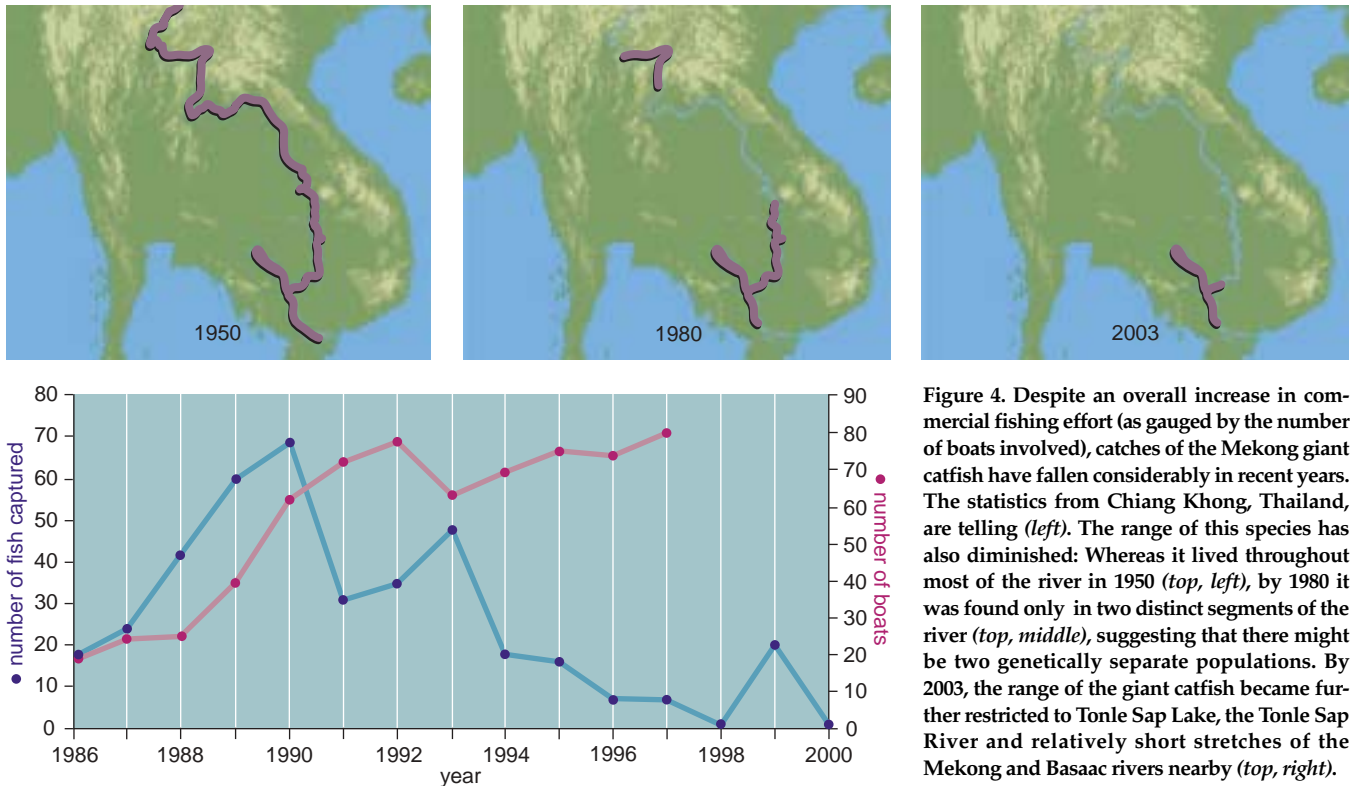 1950
1980
2003
80
70
60
50
40
30
20
10
0
● number of fish captured
90
80
70
60
50
40
30
20
10
0
● number of boats
1986
1988
1990
1992
1994
1996
1998
2000
year
Figure 4. Despite an overall increase in com-
mercial fishing effort (as gauged by the number
of boats involved), catches of the Mekong giant
catfish have fallen considerably in recent years.
The statistics from Chiang Khong, Thailand,
are telling (left). The range of this species has
also diminished: Whereas it lived throughout
most of the river in 1950 (top, left), by 1980 it
was found only in two distinct segments of the
river (top, middle), suggesting that there might
be two genetically separate populations. By
2003, the range of the giant catfish became fur-
ther restricted to Tonle Sap Lake, the Tonle Sap
River and relatively short stretches of the
Mekong and Basaac rivers nearby (top, right).